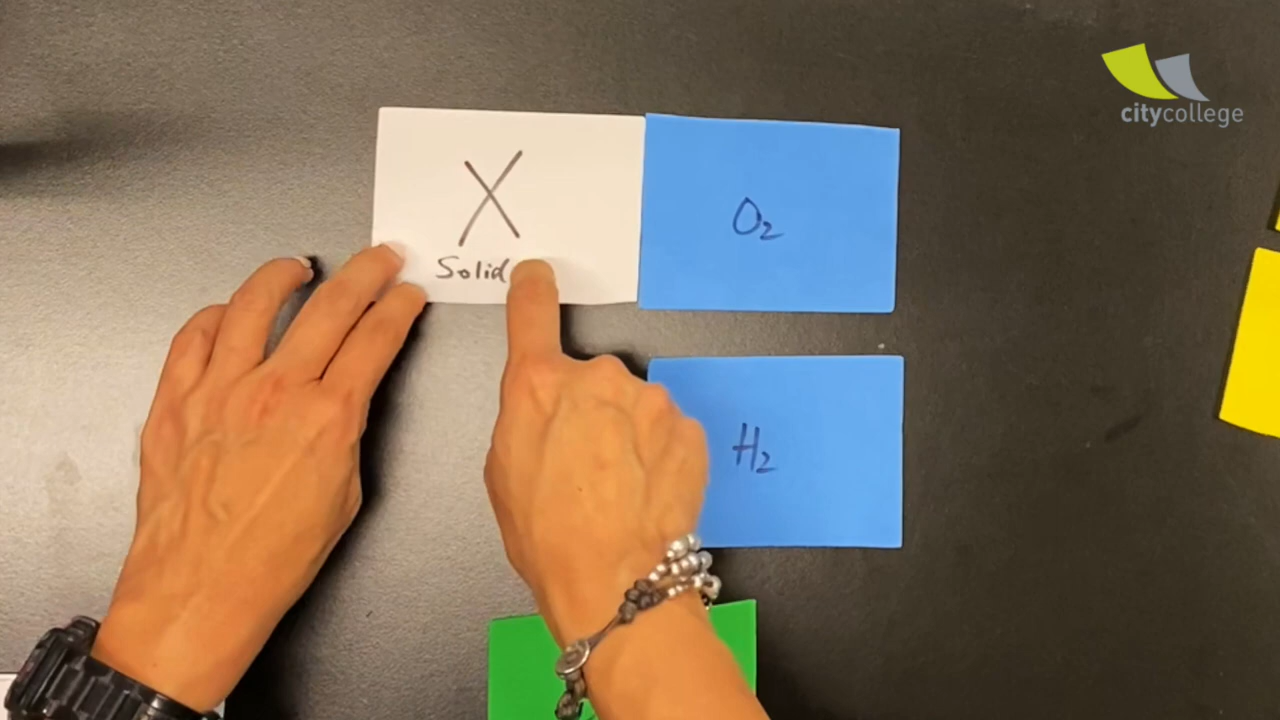 citycollege
X
Solid
O₂
H₂